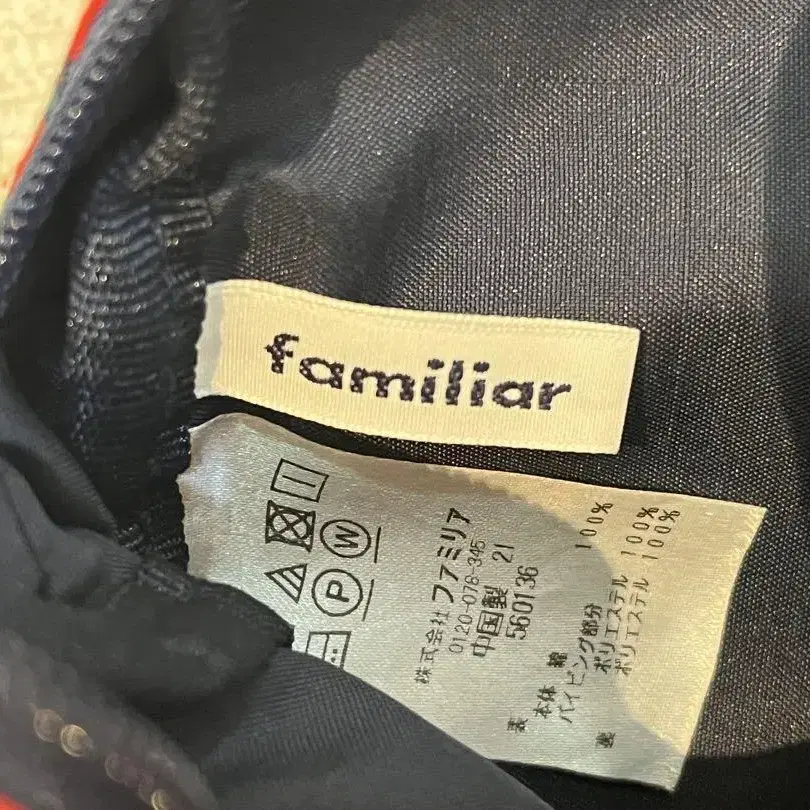 familiar
表 本体 綿 100%
パイピング部分
ポリエステル 100%
裏 ポリエステル 100%
株式会社ファミリア
0120-078-345
中国製 21
560136
W
P